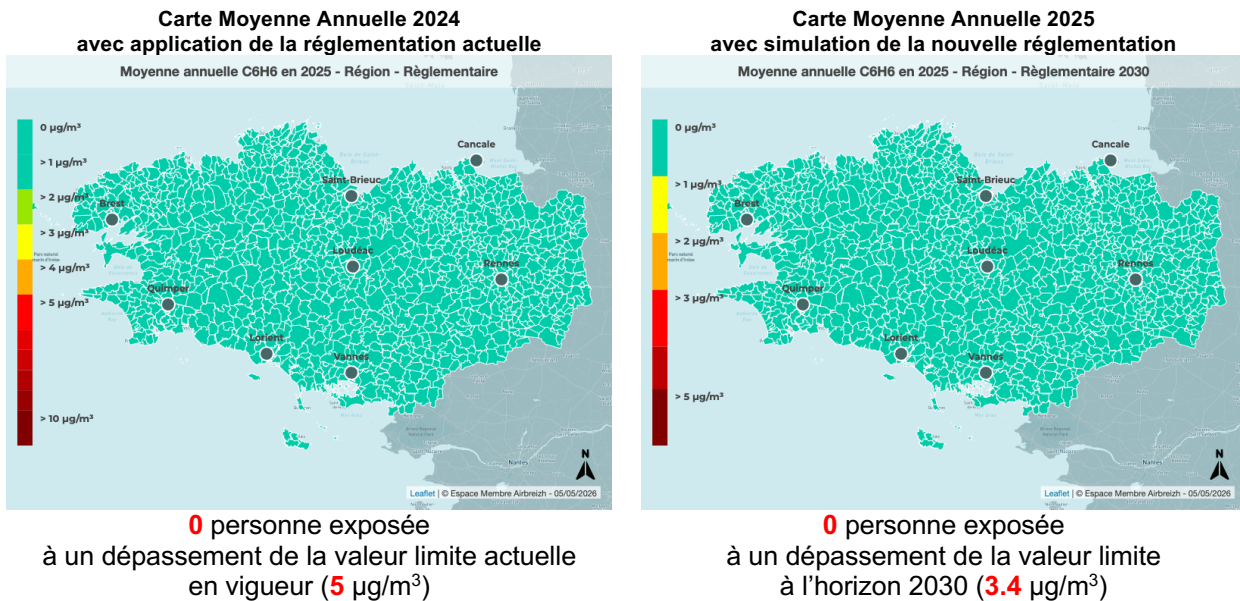 Carte Moyenne Annuelle 2024
avec application de la réglementation actuelle
Moyenne annuelle C6H6 en 2025 - Région - Règlementaire
0 µg/m³
> 1 µg/m³
> 2 µg/m³
> 3 µg/m³
> 4 µg/m³
> 5 µg/m³
> 10 µg/m³
Cancale
Saint-Brieuc
Brest
Loudéac
Rennes
Quimper
Lorient
Vannes
Nantes
N
Leaflet | © Espace Membre Airbreizh - 05/05/2026
0 personne exposée
à un dépassement de la valeur limite actuelle
en vigueur (5 µg/m³)
Carte Moyenne Annuelle 2025
avec simulation de la nouvelle réglementation
Moyenne annuelle C6H6 en 2025 - Région - Règlementaire 2030
0 µg/m³
> 1 µg/m³
> 2 µg/m³
> 3 µg/m³
> 5 µg/m³
Cancale
Saint-Brieuc
Brest
Loudéac
Rennes
Quimper
Lorient
Vannes
Nantes
N
Leaflet | © Espace Membre Airbreizh - 05/05/2026
0 personne exposée
à un dépassement de la valeur limite
à l’horizon 2030 (3.4 µg/m³)